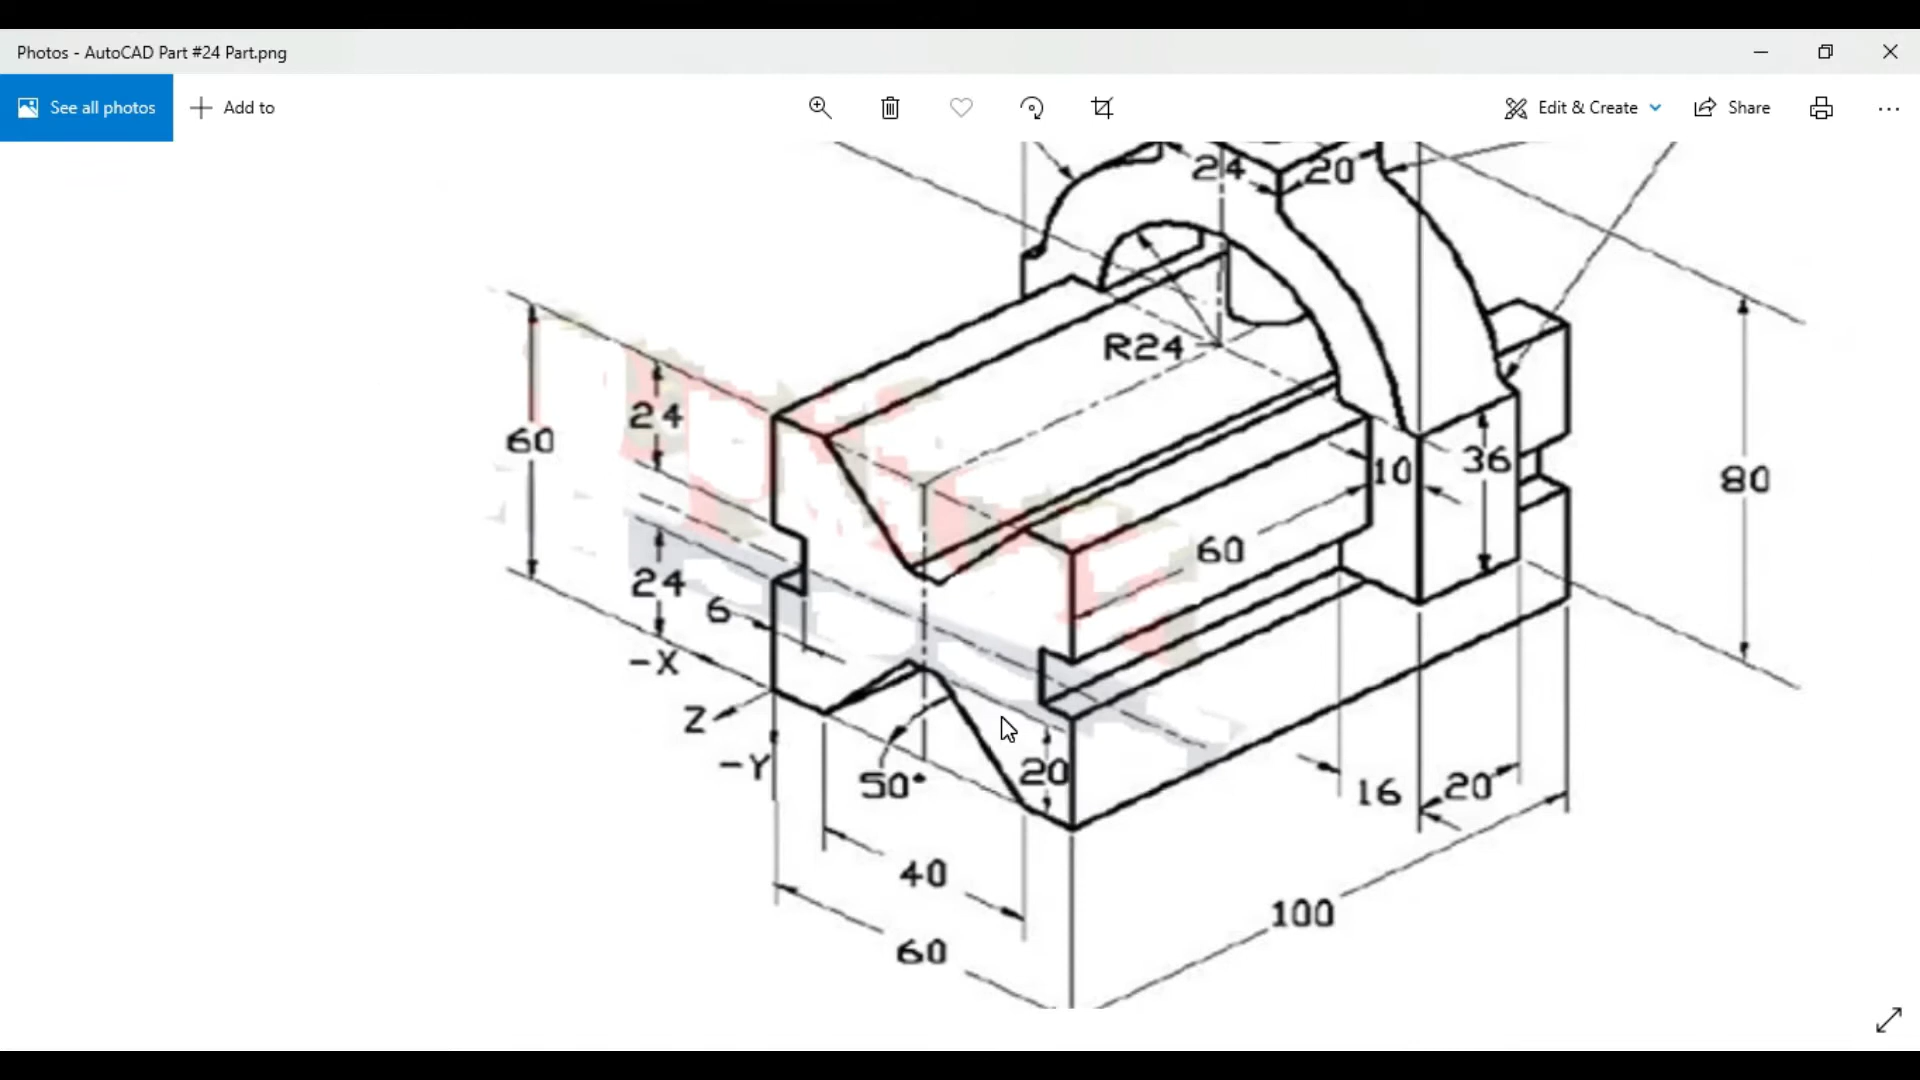 Photos - AutoCAD Part #24 Part.png
See all photos
Add to
Edit & Create
Share
24
20
R24
24
60
10
36
80
60
24
6
-X
Z
-Y
50°
20
16
20
40
60
100